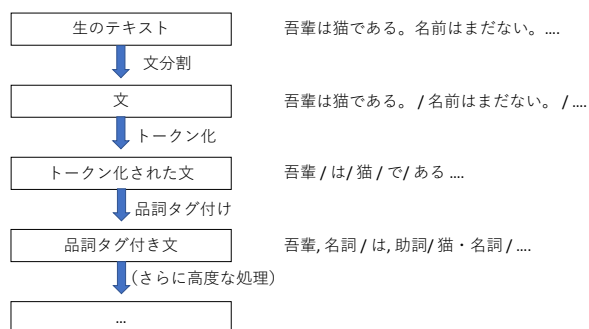 生のテキスト 吾輩は猫である。名前はまだない。....
文分割
文 吾輩は猫である。 / 名前はまだない。 / ....
トークン化
トークン化された文 吾輩 / は/ 猫 / で/ ある ....
品詞タグ付け
品詞タグ付き文 吾輩, 名詞 / は, 助詞/ 猫・名詞 / ....
(さらに高度な処理)
...